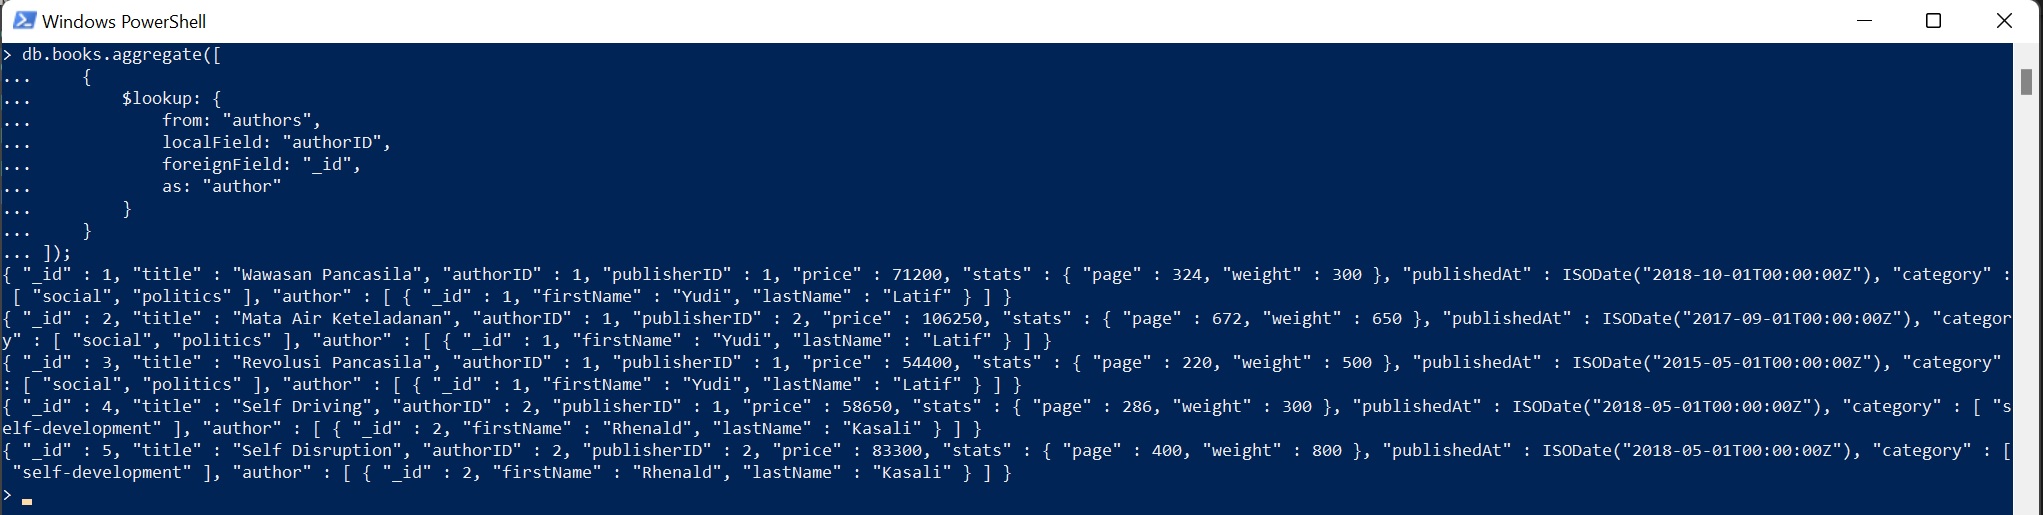 Windows PowerShell
> db.books.aggregate([
...     {
...         $lookup: {
...             from: "authors",
...             localField: "authorID",
...             foreignField: "_id",
...             as: "author"
...         }
...     }
... ]);
{ "_id" : 1, "title" : "Wawasan Pancasila", "authorID" : 1, "publisherID" : 1, "price" : 71200, "stats" : { "page" : 324, "weight" : 300 }, "publishedAt" : ISODate("2018-10-01T00:00:00Z"), "category" :
 [ "social", "politics" ], "author" : [ { "_id" : 1, "firstName" : "Yudi", "lastName" : "Latif" } ] }
{ "_id" : 2, "title" : "Mata Air Keteladanan", "authorID" : 1, "publisherID" : 2, "price" : 106250, "stats" : { "page" : 672, "weight" : 650 }, "publishedAt" : ISODate("2017-09-01T00:00:00Z"), "categor
y" : [ "social", "politics" ], "author" : [ { "_id" : 1, "firstName" : "Yudi", "lastName" : "Latif" } ] }
{ "_id" : 3, "title" : "Revolusi Pancasila", "authorID" : 1, "publisherID" : 1, "price" : 54400, "stats" : { "page" : 220, "weight" : 500 }, "publishedAt" : ISODate("2015-05-01T00:00:00Z"), "category"
: [ "social", "politics" ], "author" : [ { "_id" : 1, "firstName" : "Yudi", "lastName" : "Latif" } ] }
{ "_id" : 4, "title" : "Self Driving", "authorID" : 2, "publisherID" : 1, "price" : 58650, "stats" : { "page" : 286, "weight" : 300 }, "publishedAt" : ISODate("2018-05-01T00:00:00Z"), "category" : [ "s
elf-development" ], "author" : [ { "_id" : 2, "firstName" : "Rhenald", "lastName" : "Kasali" } ] }
{ "_id" : 5, "title" : "Self Disruption", "authorID" : 2, "publisherID" : 2, "price" : 83300, "stats" : { "page" : 400, "weight" : 800 }, "publishedAt" : ISODate("2018-05-01T00:00:00Z"), "category" : [
 "self-development" ], "author" : [ { "_id" : 2, "firstName" : "Rhenald", "lastName" : "Kasali" } ] }
>